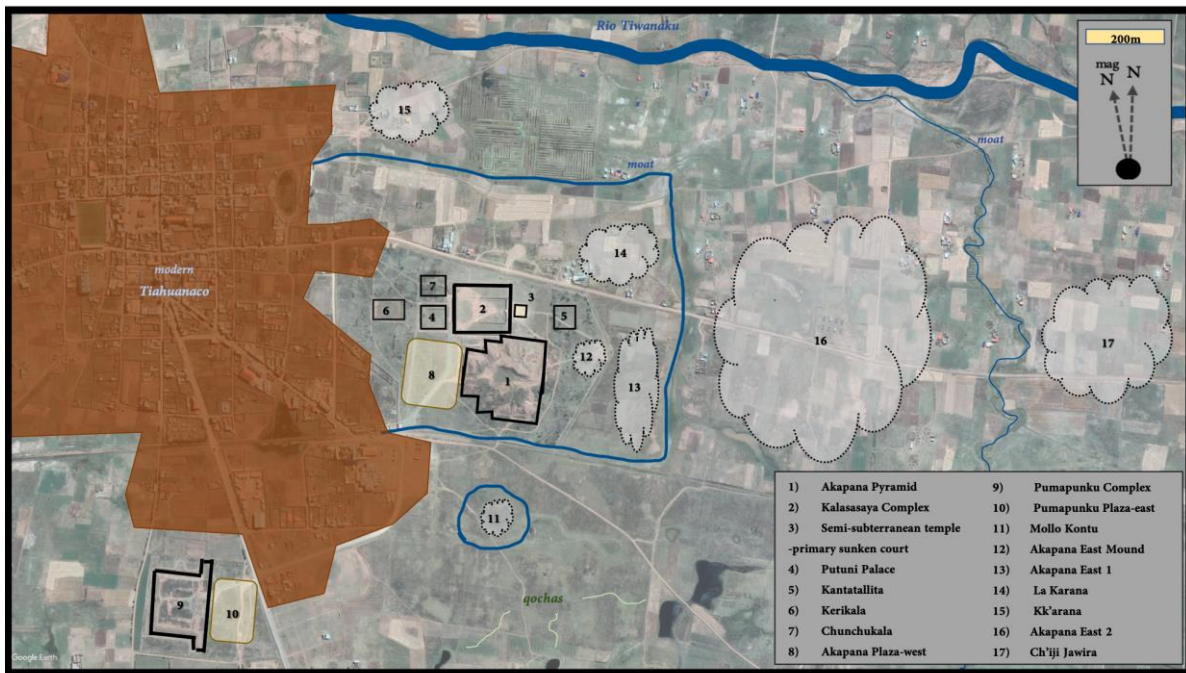 Rio Tiwanaku
200m
mag
N N
15
moat
moat
14
modern
Tiahuanaco
7
3
6
4
2
5
16
12
17
8
1
13
11
9
10
qochas
1) Akapana Pyramid
2) Kalasasaya Complex
3) Semi-subterranean temple
-primary sunken court
4) Putuni Palace
5) Kantatallita
6) Kerikala
7) Chunchukala
8) Akapana Plaza-west
9) Pumapunku Complex
10) Pumapunku Plaza-east
11) Mollo Kontu
12) Akapana East Mound
13) Akapana East 1
14) La Karana
15) Kk'arana
16) Akapana East 2
17) Ch'iji Jawira
Google Earth